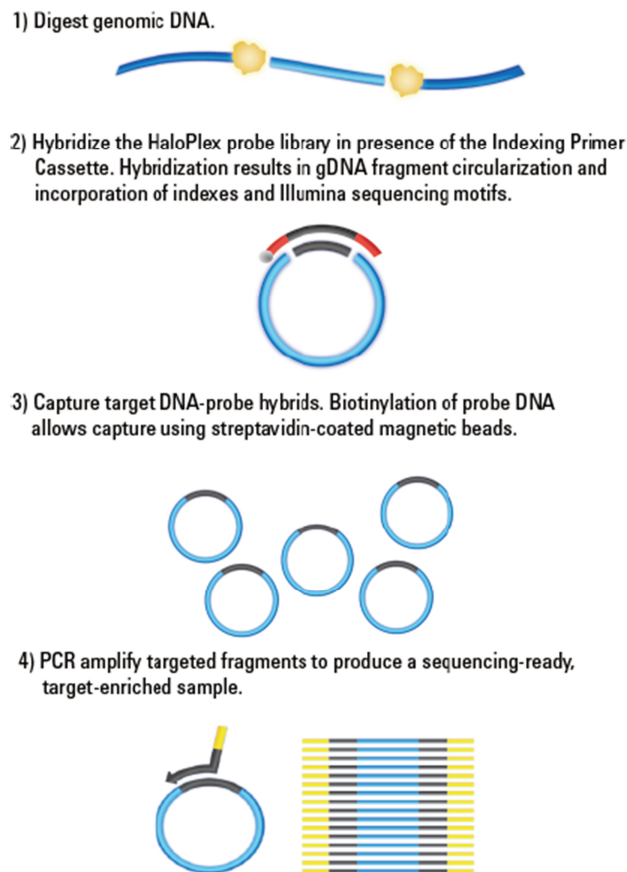 1) Digest genomic DNA.
2) Hybridize the HaloPlex probe library in presence of the Indexing Primer
Cassette. Hybridization results in gDNA fragment circularization and
incorporation of indexes and Illumina sequencing motifs.
3) Capture target DNA-probe hybrids. Biotinylation of probe DNA
allows capture using streptavidin-coated magnetic beads.
4) PCR amplify targeted fragments to produce a sequencing-ready,
target-enriched sample.